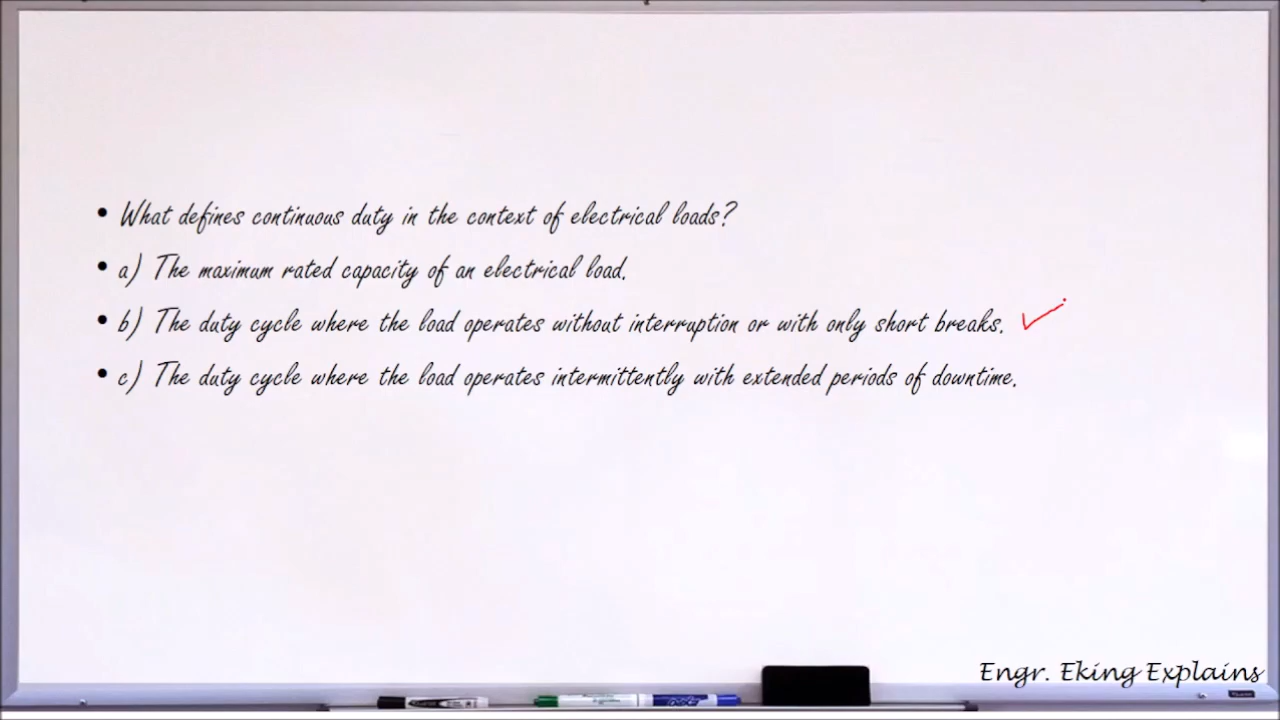 • What defines continuous duty in the context of electrical loads?
• a) The maximum rated capacity of an electrical load.
• b) The duty cycle where the load operates without interruption or with only short breaks.
• c) The duty cycle where the load operates intermittently with extended periods of downtime.
Engr. Eking Explains